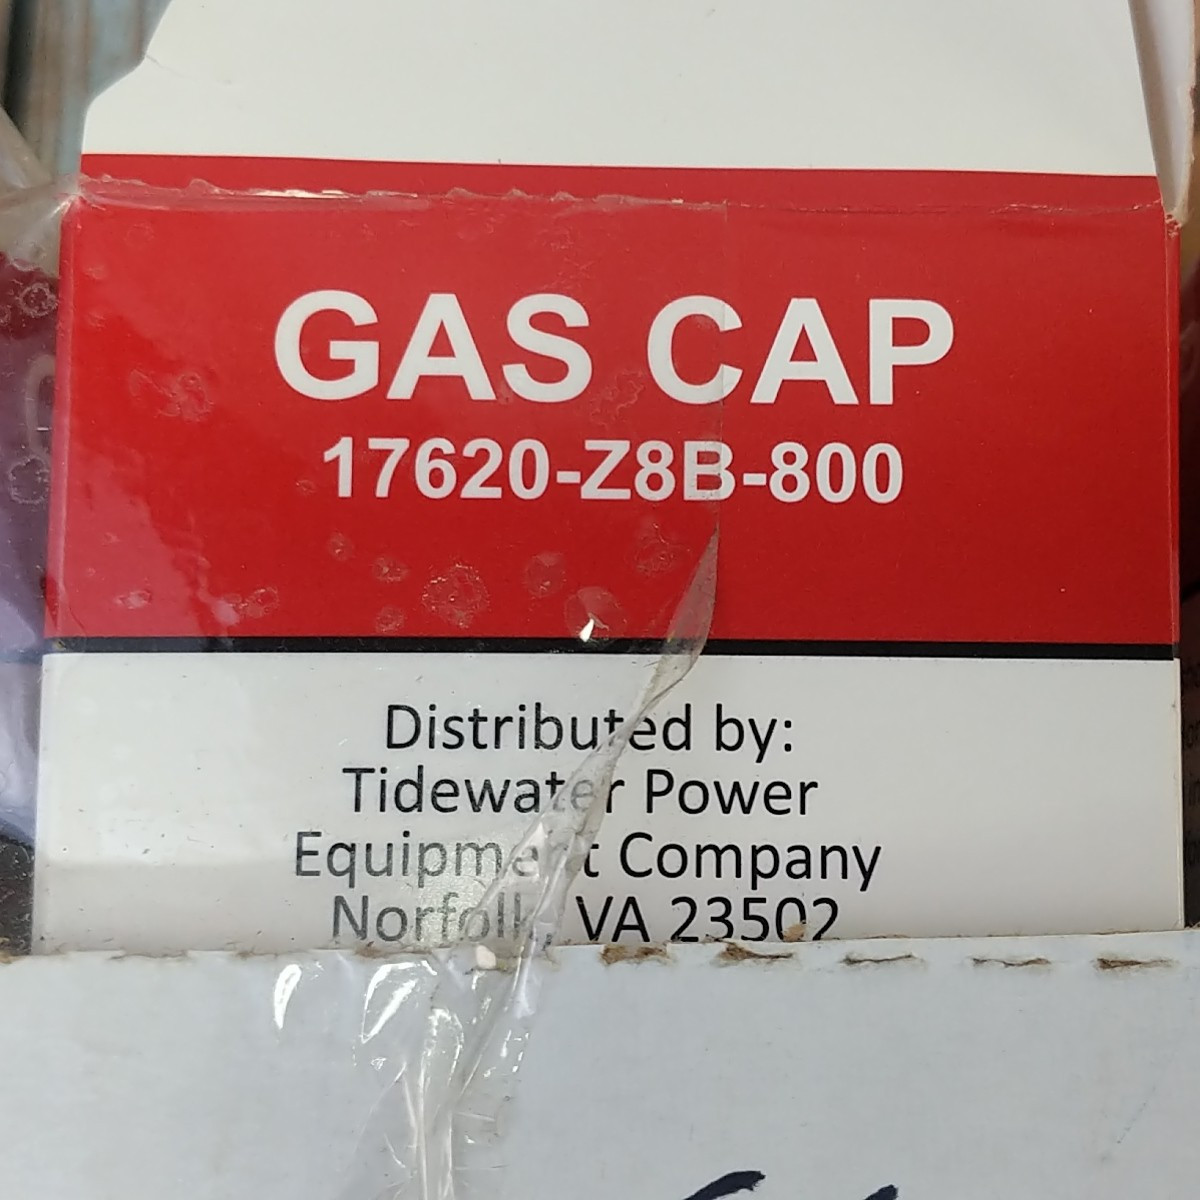 GAS CAP
17620-Z8B-800
Distributed by:
Tidewater Power
Equipment Company
Norfolk, VA 23502